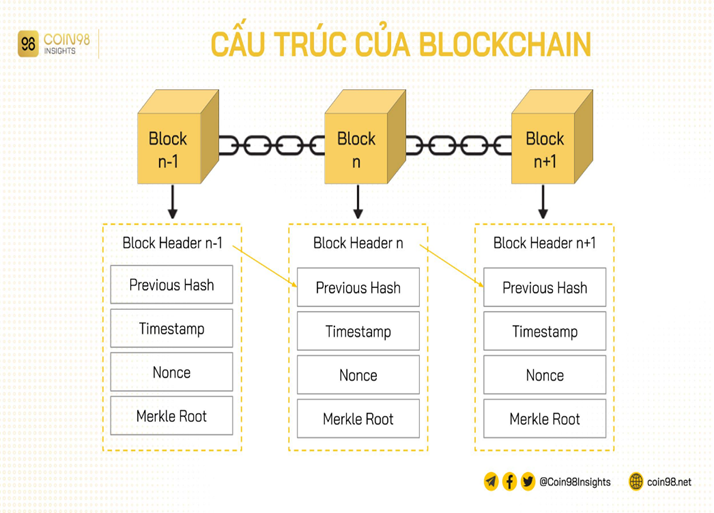 98
COIN98
INSIGHTS
CẤU TRÚC CỦA BLOCKCHAIN
Block
n-1
Block
n
Block
n+1
Block Header n-1
Previous Hash
Timestamp
Nonce
Merkle Root
Block Header n
Previous Hash
Timestamp
Nonce
Merkle Root
Block Header n+1
Previous Hash
Timestamp
Nonce
Merkle Root
@Coin98Insights
coin98.net